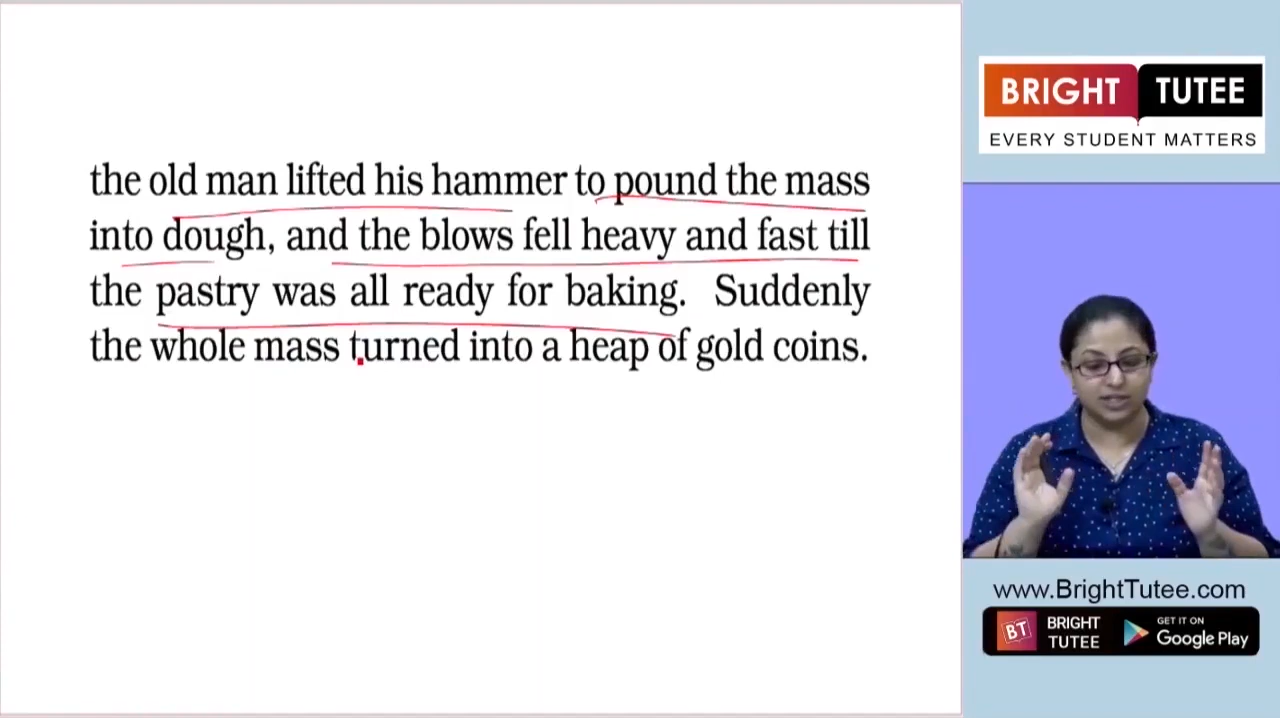 the old man lifted his hammer to pound the mass
into dough, and the blows fell heavy and fast till
the pastry was all ready for baking. Suddenly
the whole mass turned into a heap of gold coins.
BRIGHT TUTEE
EVERY STUDENT MATTERS
www.BrightTutee.com
BT
BRIGHT
TUTEE
GET IT ON
Google Play